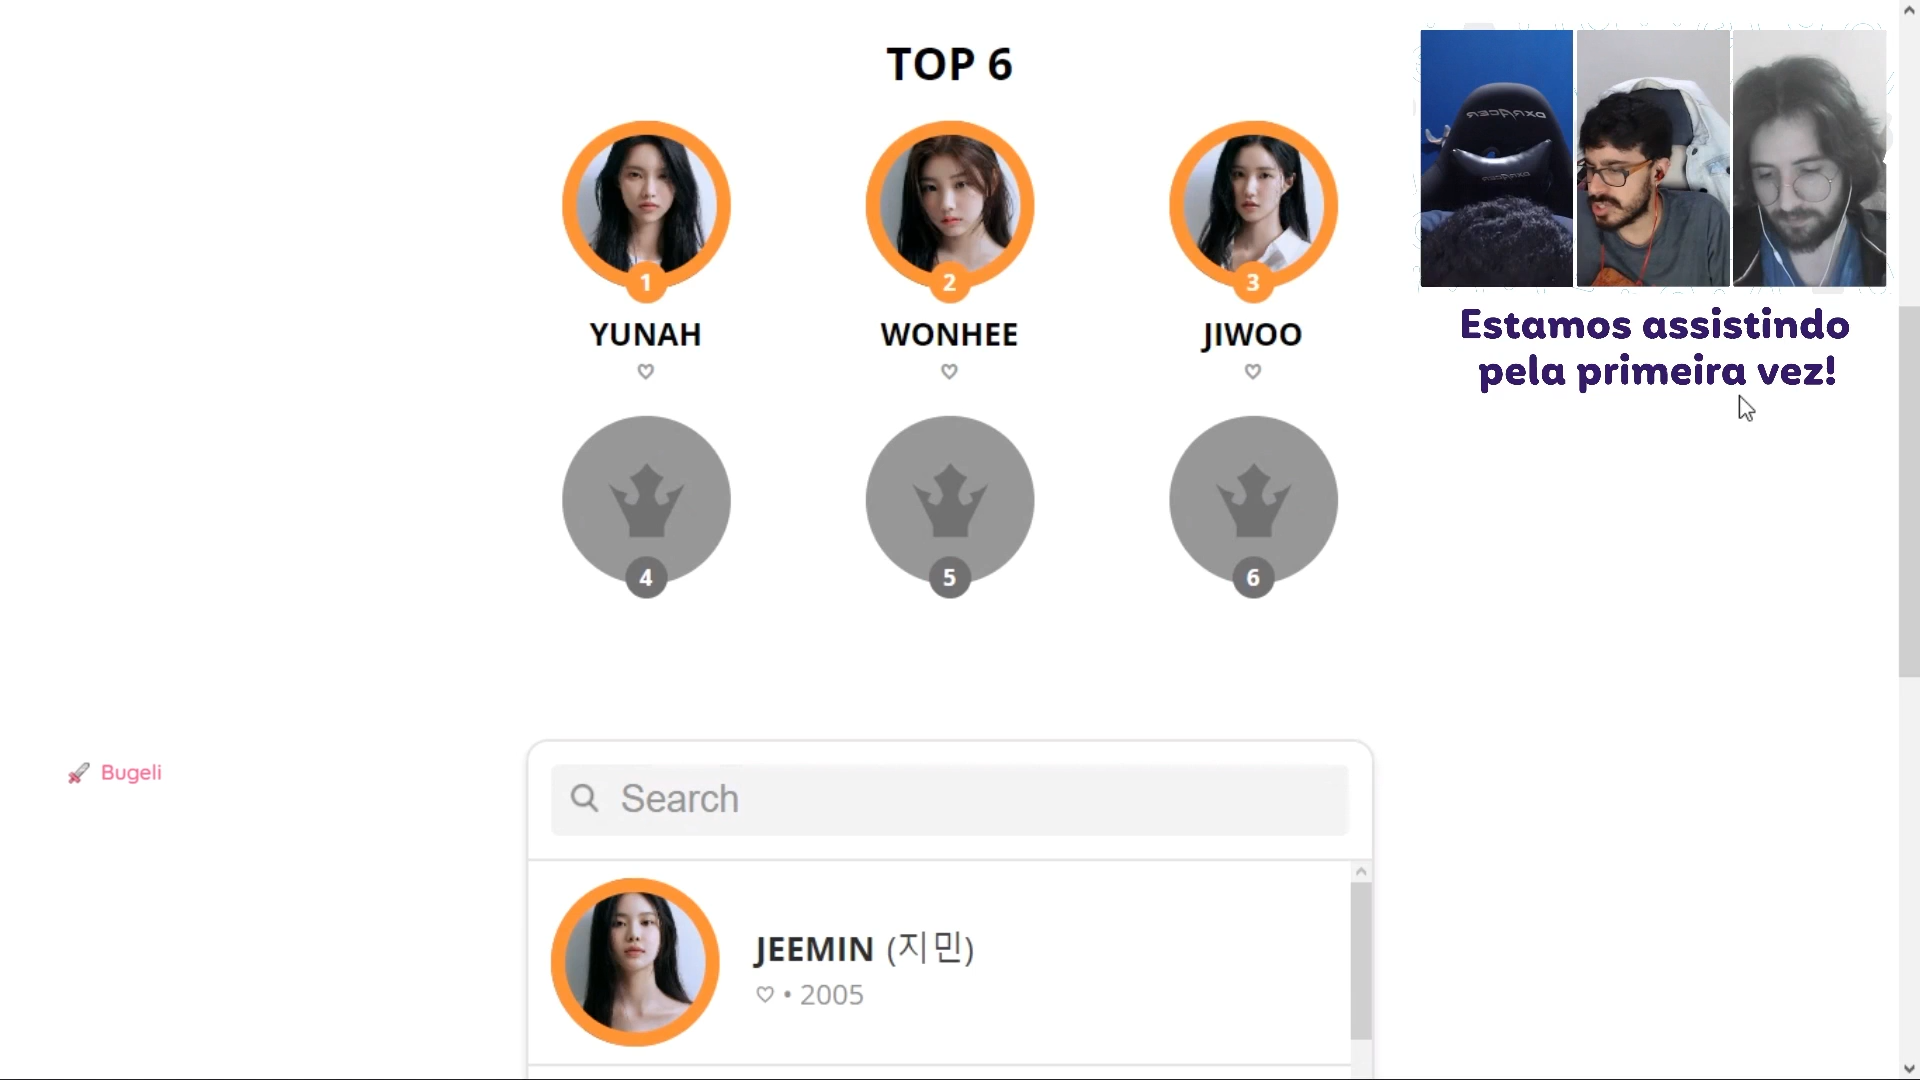 TOP 6
1
2
3
YUNAH
WONHEE
JIWOO
Estamos assistindo
pela primeira vez!
4
5
6
Bugeli
Search
JEEMIN (지민)
♡ • 2005